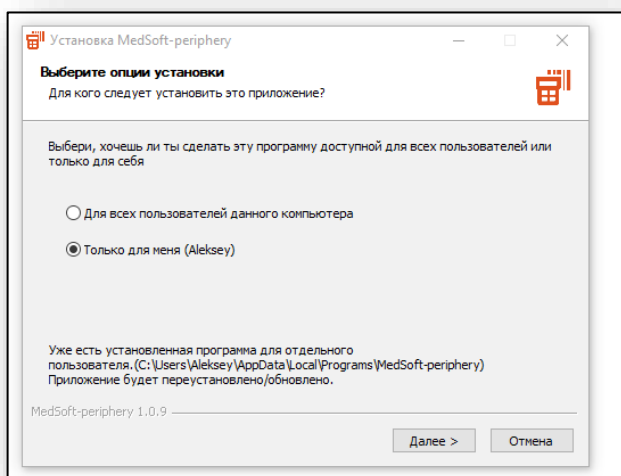 Установка MedSoft-periphery
Выберите опции установки
Для кого следует установить это приложение?
Выбери, хочешь ли ты сделать эту программу доступной для всех пользователей или
только для себя
Для всех пользователей данного компьютера
Только для меня (Aleksey)
Уже есть установленная программа для отдельного
пользователя.(C:\Users\Aleksey\AppData\Local\Programs\MedSoft-periphery)
Приложение будет переустановлено/обновлено.
MedSoft-periphery 1.0.9
Далее >
Отмена